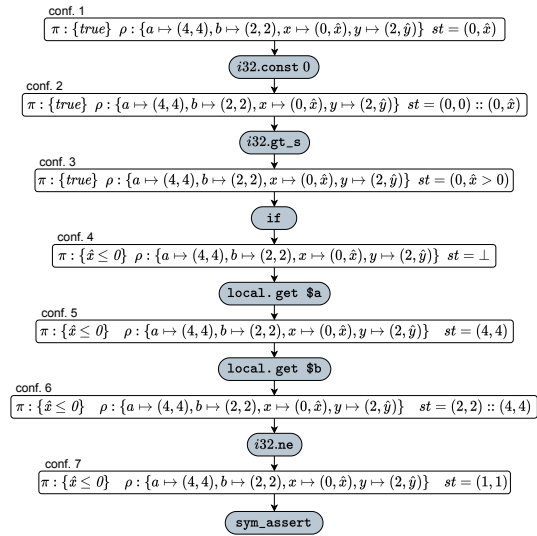 conf. 1
π : {true} ρ : {a ↦ (4, 4), b ↦ (2, 2), x ↦ (0, x̂), y ↦ (2, ŷ)} st = (0, x̂)
i32.const 0
conf. 2
π : {true} ρ : {a ↦ (4, 4), b ↦ (2, 2), x ↦ (0, x̂), y ↦ (2, ŷ)} st = (0, 0) :: (0, x̂)
i32.gt_s
conf. 3
π : {true} ρ : {a ↦ (4, 4), b ↦ (2, 2), x ↦ (0, x̂), y ↦ (2, ŷ)} st = (0, x̂ > 0)
if
conf. 4
π : {x̂ ≤ 0} ρ : {a ↦ (4, 4), b ↦ (2, 2), x ↦ (0, x̂), y ↦ (2, ŷ)} st = ⊥
local.get $a
conf. 5
π : {x̂ ≤ 0} ρ : {a ↦ (4, 4), b ↦ (2, 2), x ↦ (0, x̂), y ↦ (2, ŷ)} st = (4, 4)
local.get $b
conf. 6
π : {x̂ ≤ 0} ρ : {a ↦ (4, 4), b ↦ (2, 2), x ↦ (0, x̂), y ↦ (2, ŷ)} st = (2, 2) :: (4, 4)
i32.ne
conf. 7
π : {x̂ ≤ 0} ρ : {a ↦ (4, 4), b ↦ (2, 2), x ↦ (0, x̂), y ↦ (2, ŷ)} st = (1, 1)
sym_assert